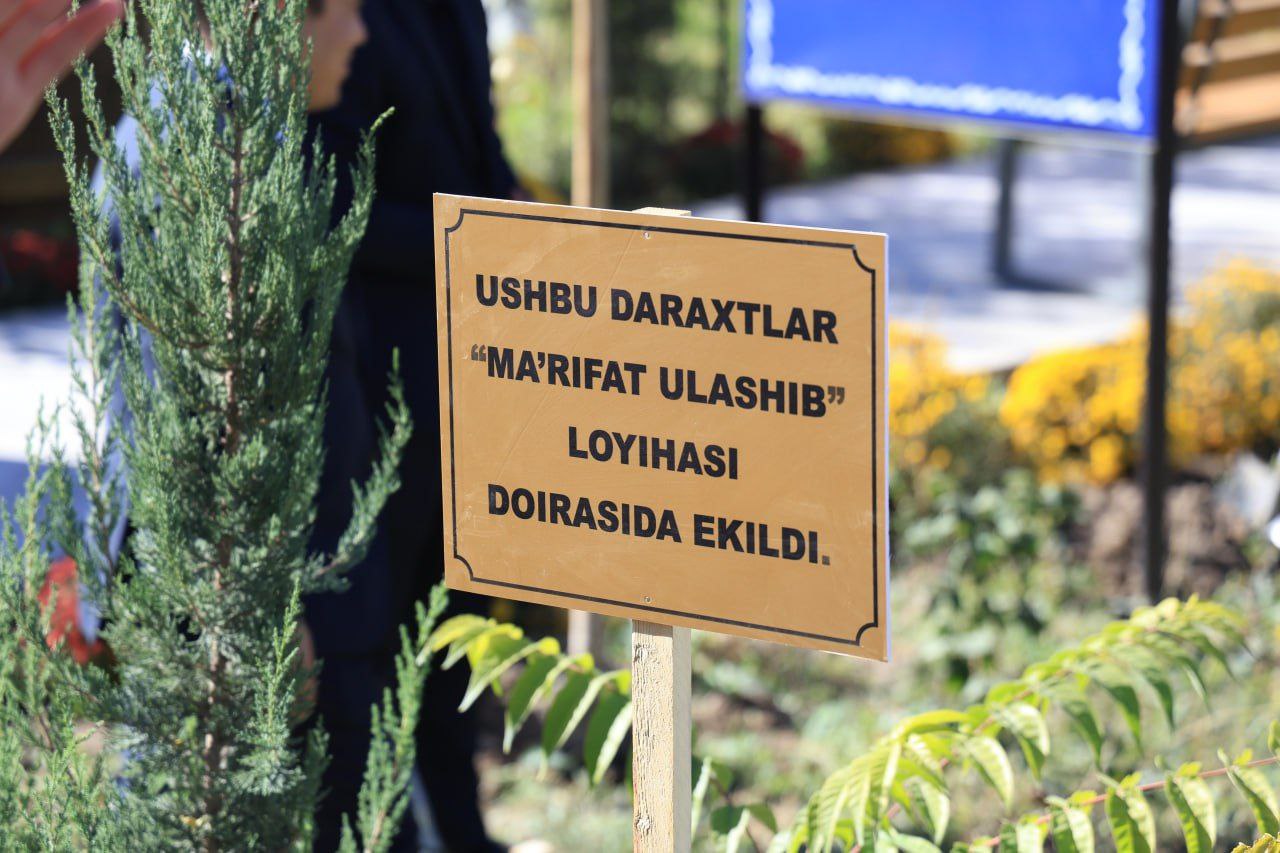 USHBU DARAXTLAR
“MA’RIFAT ULASHIB”
LOYIHASI
DOIRASIDA EKILDI.